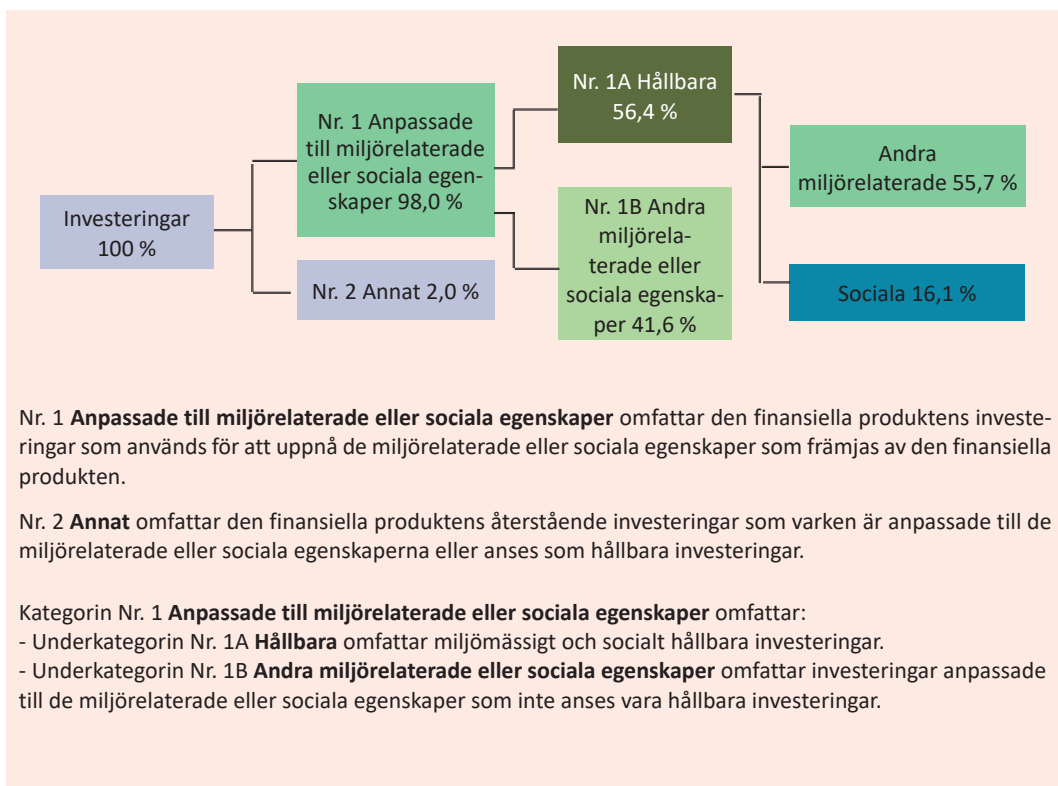 Investeringar
100 %
Nr. 1 Anpassade
till miljörelaterade
eller sociala egen-
skaper 98,0 %
Nr. 2 Annat 2,0 %
Nr. 1A Hållbara
56,4 %
Nr. 1B Andra
miljörela-
terade eller
sociala egenska-
per 41,6 %
Andra
miljörelaterade 55,7 %
Sociala 16,1 %
Nr. 1 Anpassade till miljörelaterade eller sociala egenskaper omfattar den finansiella produktens investe-
ringar som används för att uppnå de miljörelaterade eller sociala egenskaper som främjas av den finansiella
produkten.
Nr. 2 Annat omfattar den finansiella produktens återstående investeringar som varken är anpassade till de
miljörelaterade eller sociala egenskaperna eller anses som hållbara investeringar.
Kategorin Nr. 1 Anpassade till miljörelaterade eller sociala egenskaper omfattar:
- Underkategorin Nr. 1A Hållbara omfattar miljömässigt och socialt hållbara investeringar.
- Underkategorin Nr. 1B Andra miljörelaterade eller sociala egenskaper omfattar investeringar anpassade
till de miljörelaterade eller sociala egenskaper som inte anses vara hållbara investeringar.